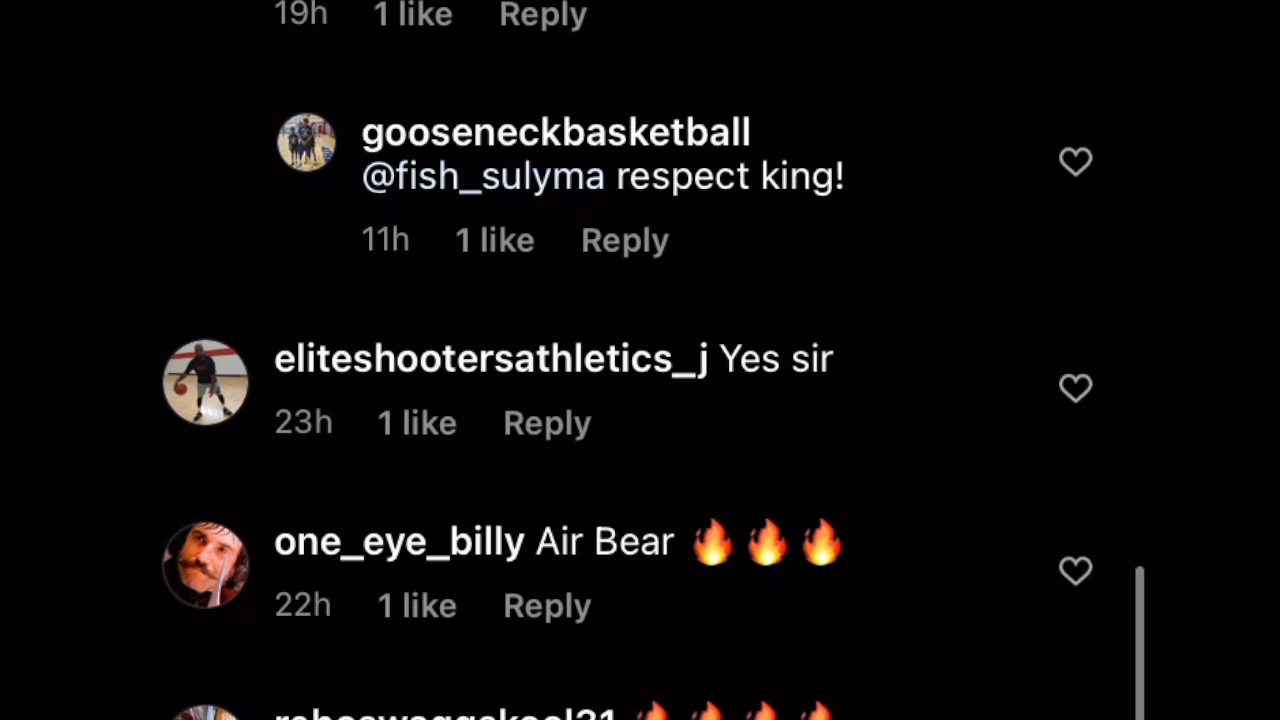 19h 1 like Reply
gooseneckbasketball
@fish_sulyma respect king!
11h 1 like Reply
eliteshootersathletics_j Yes sir
23h 1 like Reply
one_eye_billy Air Bear 🔥🔥🔥
22h 1 like Reply
🔥🔥🔥🔥